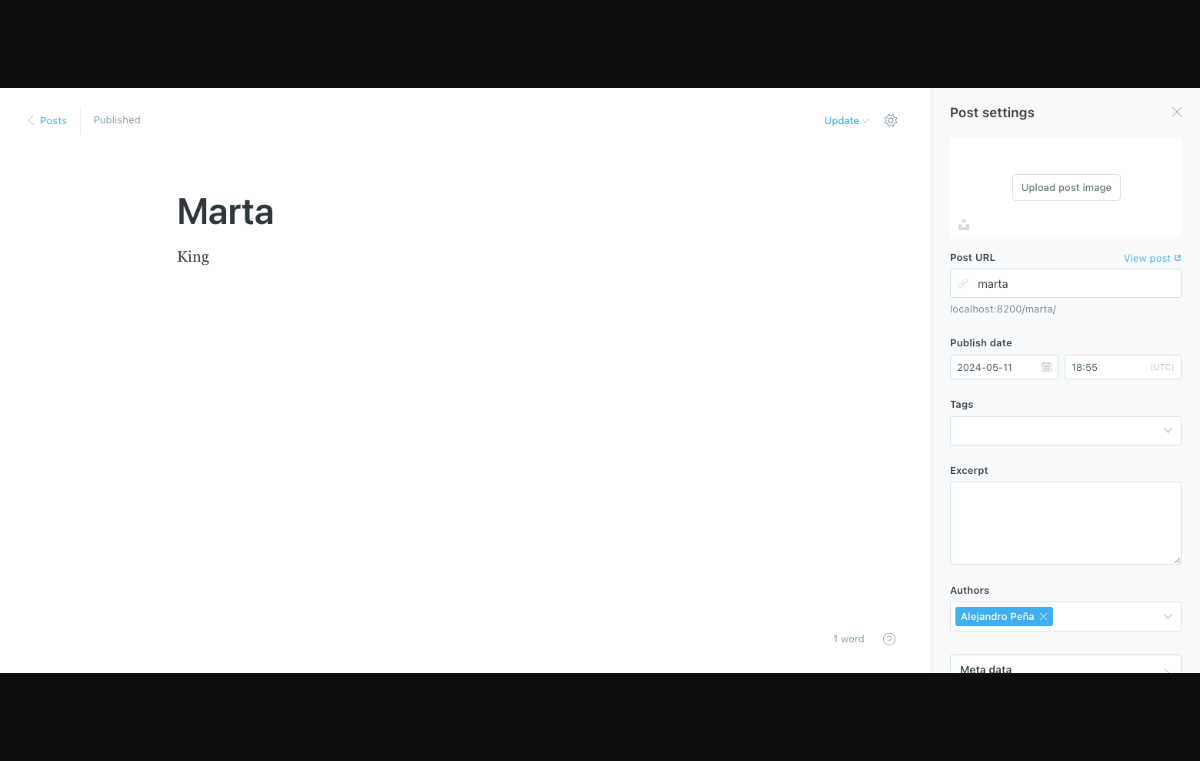 Posts
Published
Update
Marta
King
1 word
Post settings
Upload post image
Post URL
View post
marta
localhost:8200/marta/
Publish date
2024-05-11
18:55
(UTC)
Tags
Excerpt
Authors
Alejandro Peña
Meta data